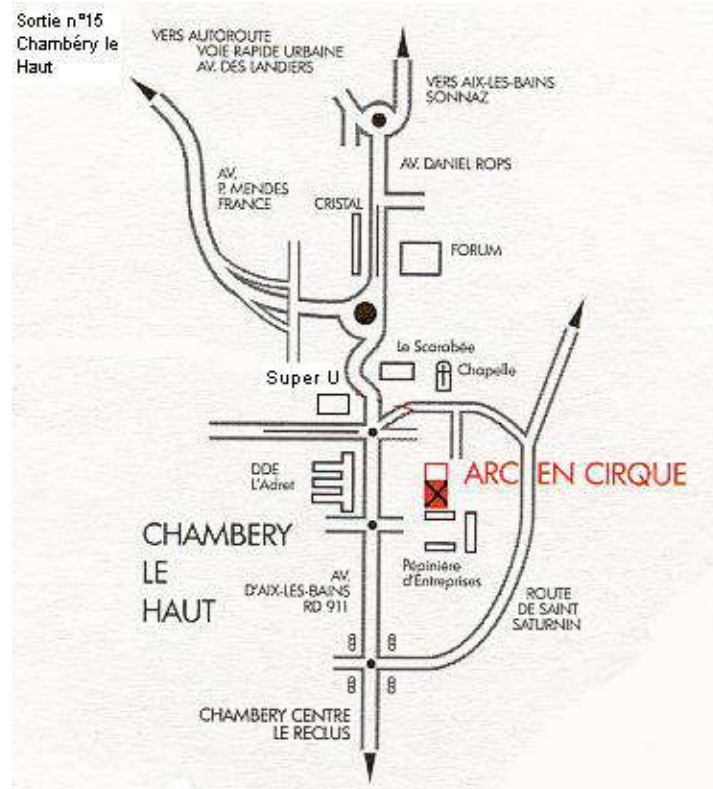 Sortie n°15
Chambéry le
Haut
VERS AUTOROUTE
VOIE RAPIDE URBAINE
AV. DES LANDIERS
VERS AIX-LES-BAINS
SONNAZ
AV. DANIEL ROPS
AV.
P. MENDES
FRANCE
CRISTAL
FORUM
Le Scarabée
Chapelle
Super U
DDE
L'Adret
ARC EN CIRQUE
CHAMBERY
LE
HAUT
Pépinière
d'Entreprises
AV.
D'AIX-LES-BAINS
RD 911
ROUTE
DE SAINT
SATURNIN
CHAMBERY CENTRE
LE RECLUS